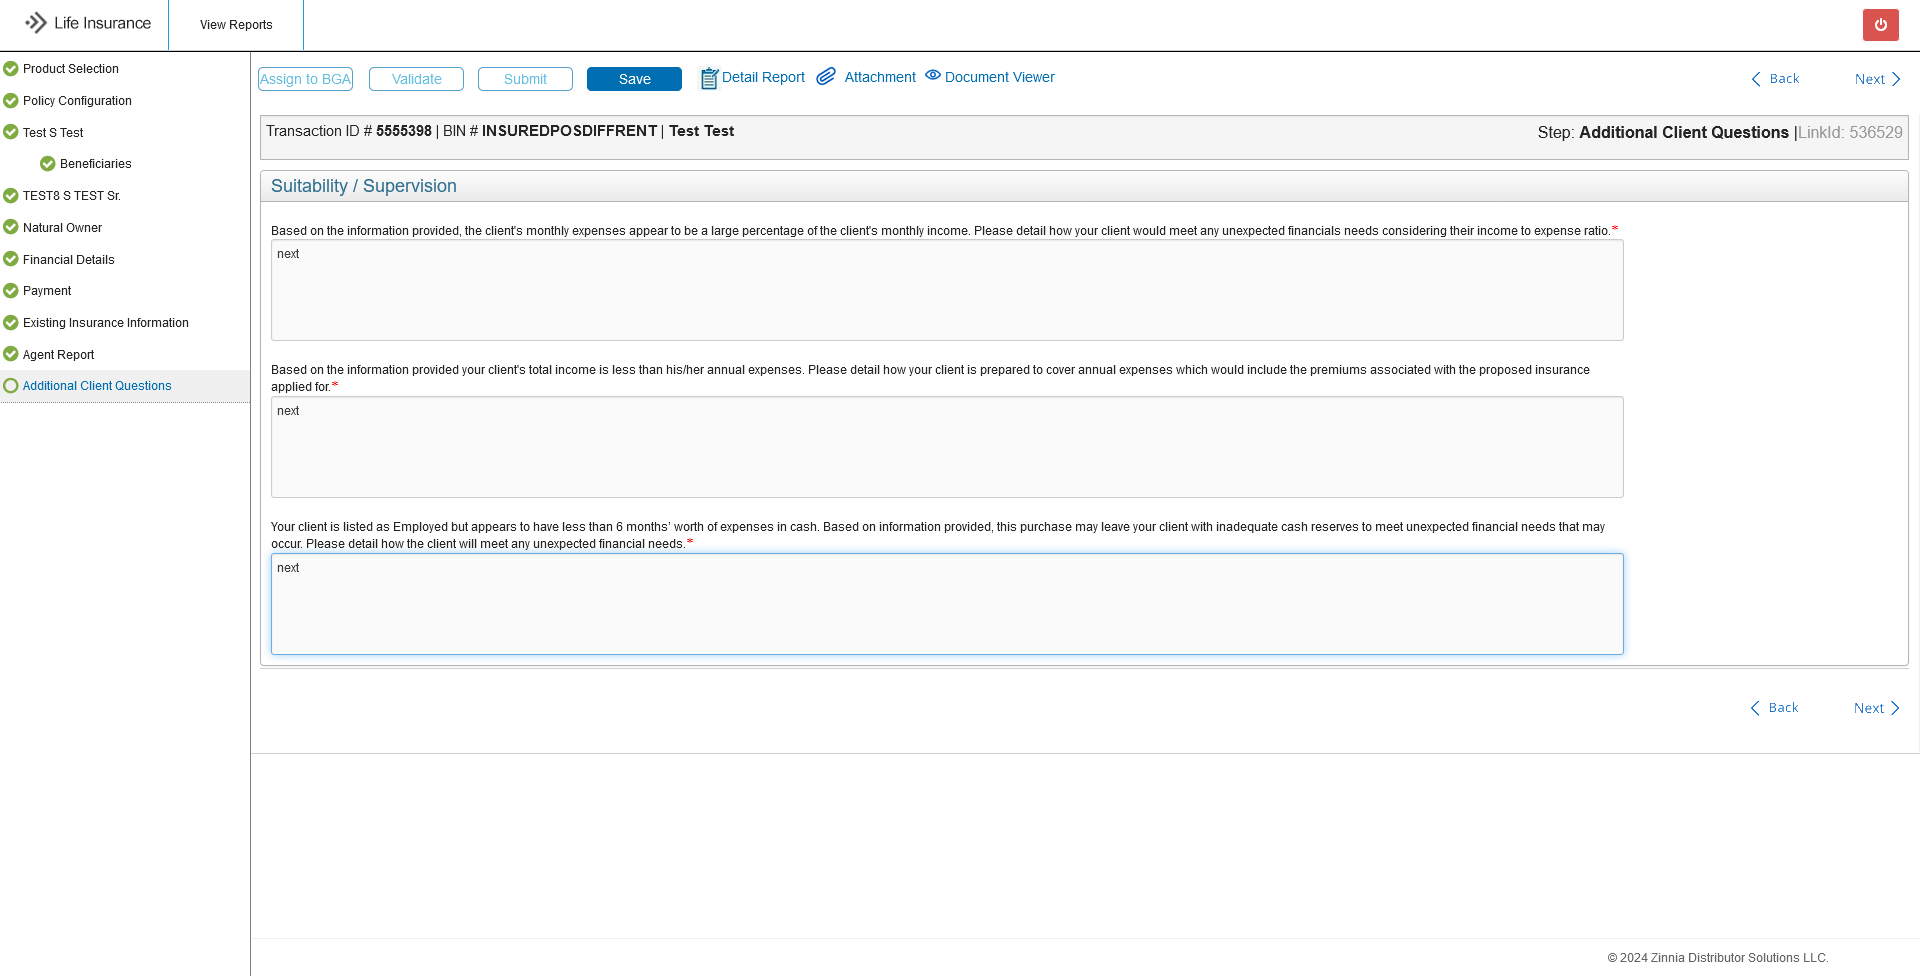 Life Insurance
View Reports
Product Selection
Policy Configuration
Test S Test
Beneficiaries
TEST8 S TEST Sr.
Natural Owner
Financial Details
Payment
Existing Insurance Information
Agent Report
Additional Client Questions
Assign to BGA
Validate
Submit
Save
Detail Report
Attachment
Document Viewer
Back
Next
Transaction ID # 5555398 | BIN # INSUREDPOSDIFFRENT | Test Test
Step: Additional Client Questions |LinkId: 536529
Suitability / Supervision
Based on the information provided, the client's monthly expenses appear to be a large percentage of the client's monthly income. Please detail how your client would meet any unexpected financials needs considering their income to expense ratio.*
next
Based on the information provided your client's total income is less than his/her annual expenses. Please detail how your client is prepared to cover annual expenses which would include the premiums associated with the proposed insurance
applied for.*
next
Your client is listed as Employed but appears to have less than 6 months' worth of expenses in cash. Based on information provided, this purchase may leave your client with inadequate cash reserves to meet unexpected financial needs that may
occur. Please detail how the client will meet any unexpected financial needs.*
next
Back
Next
© 2024 Zinnia Distributor Solutions LLC.